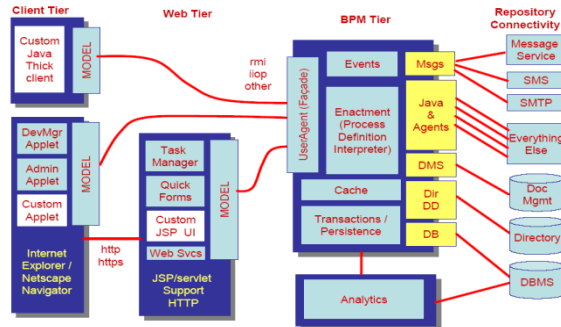 Client Tier
Web Tier
BPM Tier
Repository
Connectivity
Custom
Java
Thick
client
MODEL
rmi
iiop
other
UserAgent (Façade)
Events
Msgs
Message
Service
SMS
SMTP
Enactment
(Process
Definition
Interpreter)
Java
&
Agents
Everything
Else
DevMgr
Applet
Admin
Applet
Custom
Applet
MODEL
Internet
Explorer /
Netscape
Navigator
http
https
Task
Manager
Quick
Forms
Custom
JSP UI
Web Svcs
MODEL
JSP/servlet
Support
HTTP
DMS
Doc
Mgmt
Cache
Dir
DD
Directory
Transactions /
Persistence
DB
DBMS
Analytics